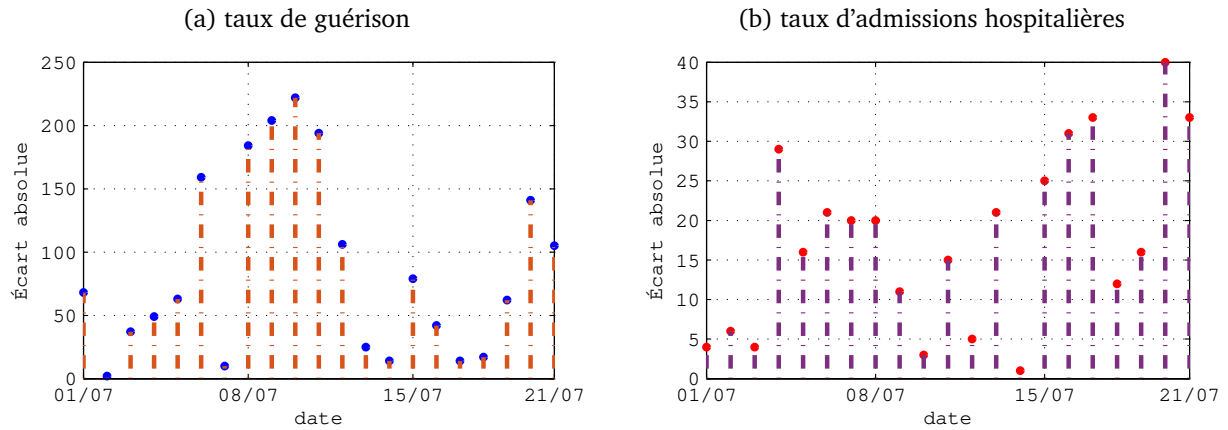 (a) taux de guérison
250
200
150
100
50
0
Écart absolue
01/07 08/07 15/07 21/07
date
(b) taux d'admissions hospitalières
40
35
30
25
20
15
10
5
0
Écart absolue
01/07 08/07 15/07 21/07
date